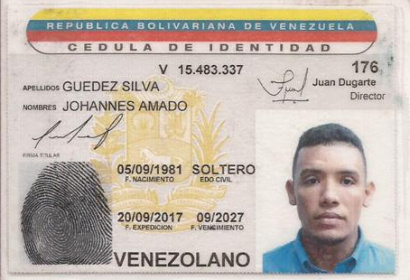 REPUBLICA BOLIVARIANA DE VENEZUELA
CEDULA DE IDENTIDAD
V 15.483.337
176
APELLIDOS GUEDEZ SILVA
Juan Dugarte
Director
NOMBRES JOHANNES AMADO
FIRMA TITULAR
05/09/1981 SOLTERO
F. NACIMIENTO EDO CIVIL
20/09/2017 09/2027
F. EXPEDICION F. VENCIMIENTO
VENEZOLANO